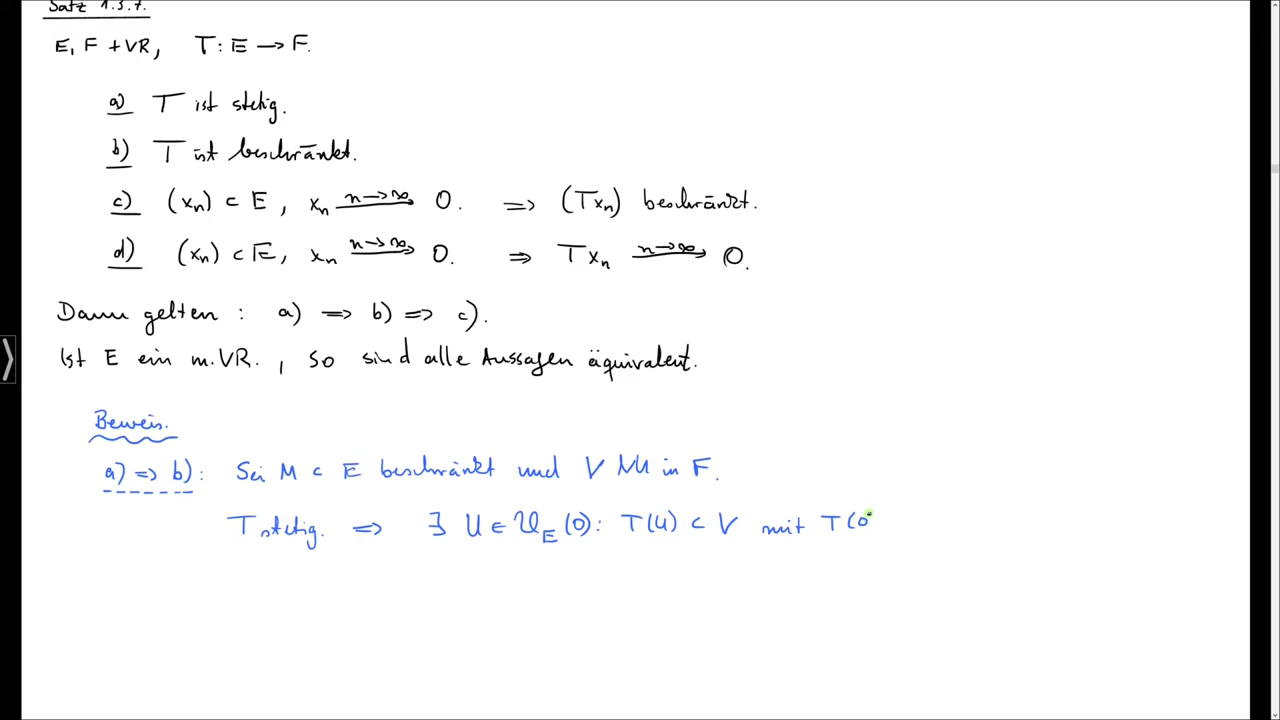 Satz 1.3.7.
E, F tVR, T: E → F.
a) T ist stetig.
b) T ist beschränkt.
c) (xₙ) ⊂ E, xₙ —n→∞→ 0. ⇒ (Txₙ) beschränkt.
d) (xₙ) ⊂ E, xₙ —n→∞→ 0. ⇒ Txₙ —n→∞→ 0.
Dann gelten: a) ⇒ b) ⇒ c).
Ist E ein m.VR., so sind alle Aussagen äquivalent.
Beweis.
a) ⇒ b): Sei M ⊂ E beschränkt und V NU in F.
T stetig. ⇒ ∃ U ∈ 𝒰_E(0): T(U) ⊂ V mit T(0